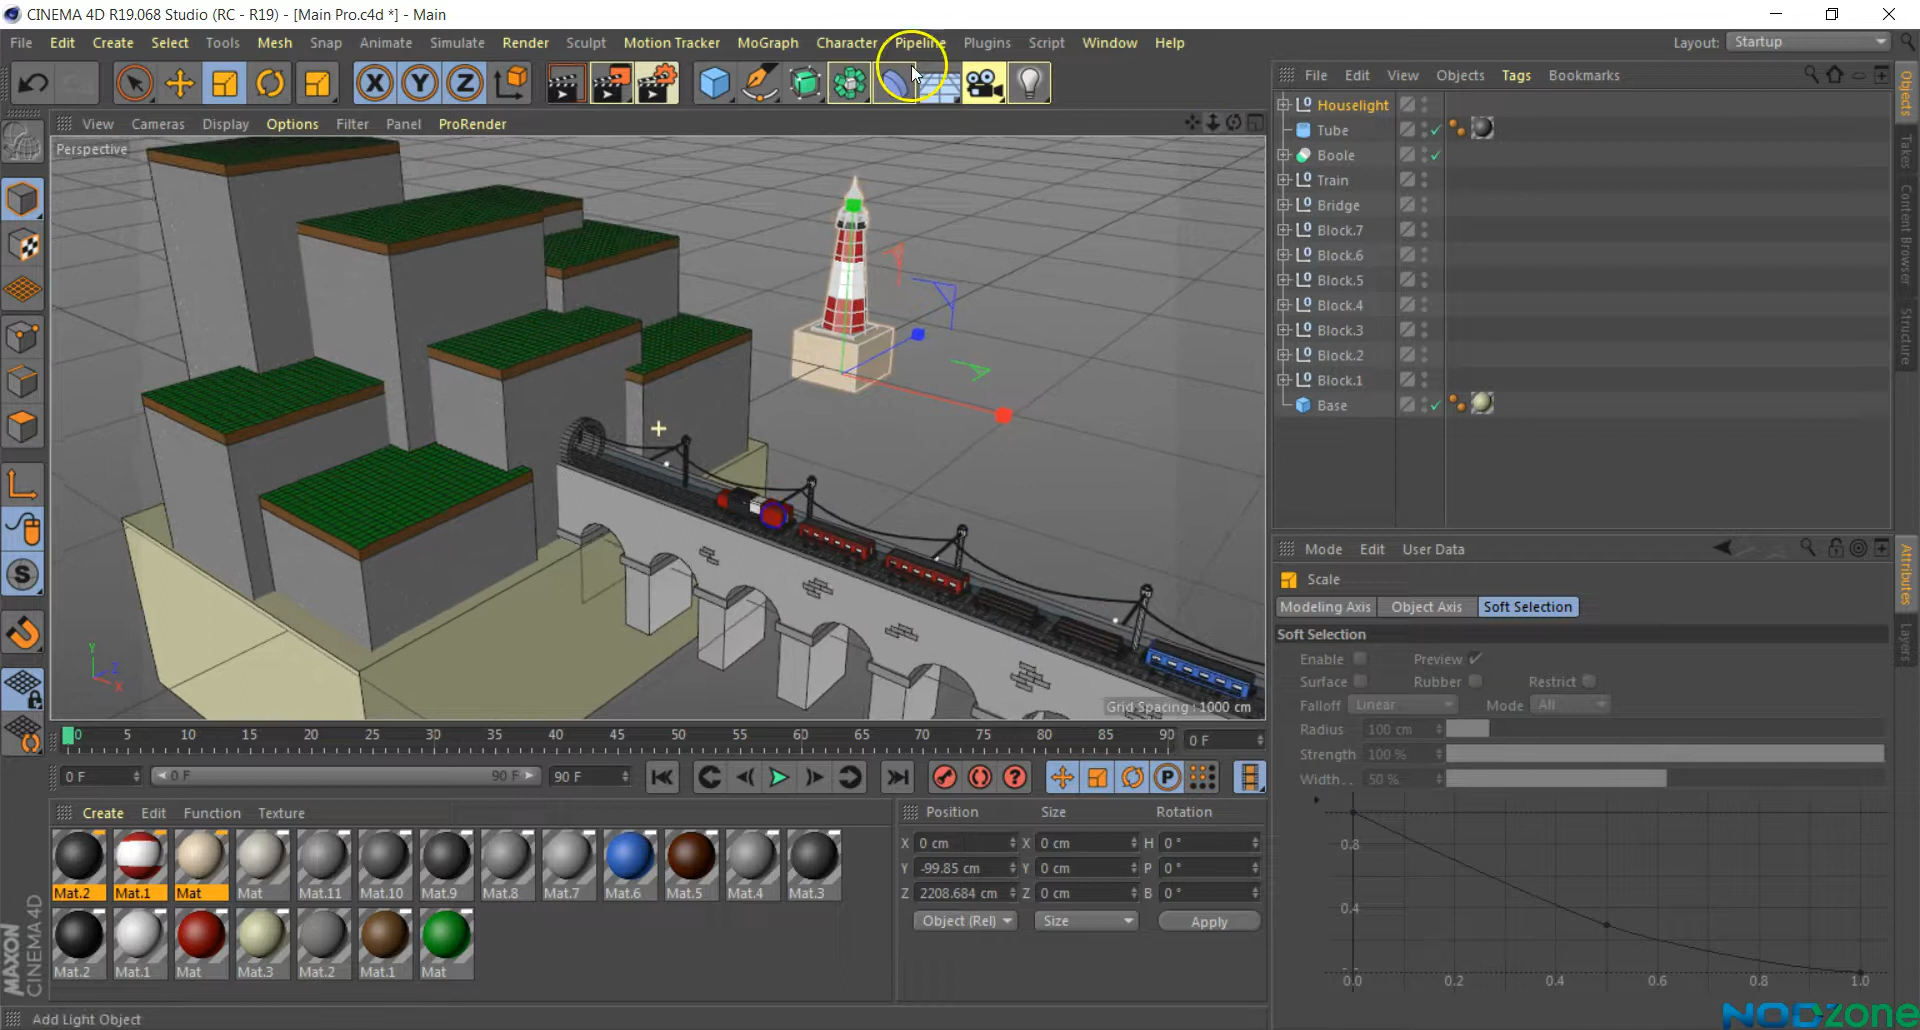 CINEMA 4D R19.068 Studio (RC - R19) - [Main Pro.c4d *] - Main
File Edit Create Select Tools Mesh Snap Animate Simulate Render Sculpt Motion Tracker MoGraph Character Pipeline Plugins Script Window Help Layout: Startup
X Y Z
File Edit View Objects Tags Bookmarks
View Cameras Display Options Filter Panel ProRender
Perspective
Houselight
Tube
Boole
Train
Bridge
Block.7
Block.6
Block.5
Block.4
Block.3
Block.2
Block.1
Base
Objects
Takes
Content Browser
Structure
Y
Z
X
Grid Spacing : 1000 cm
Mode Edit User Data
Scale
Modeling Axis Object Axis Soft Selection
Soft Selection
Enable Preview
Surface Rubber Restrict
Falloff Linear Mode All
Radius 100 cm
Strength 100 %
Width . . 50 %
0.8
0.4
0.0 0.2 0.4 0.6 0.8 1.0
Attributes
Layers
0 5 10 15 20 25 30 35 40 45 50 55 60 65 70 75 80 85 90 0 F
0 F 0 F 90 F 90 F
P
Create Edit Function Texture
Mat.2 Mat.1 Mat Mat Mat.11 Mat.10 Mat.9 Mat.8 Mat.7 Mat.6 Mat.5 Mat.4 Mat.3
Mat.2 Mat.1 Mat Mat.3 Mat.2 Mat.1 Mat
Position Size Rotation
X 0 cm X 0 cm H 0 °
Y -99.85 cm Y 0 cm P 0 °
Z 2208.684 cm Z 0 cm B 0 °
Object (Rel) Size Apply
MAXON
CINEMA 4D
Add Light Object
NODzone